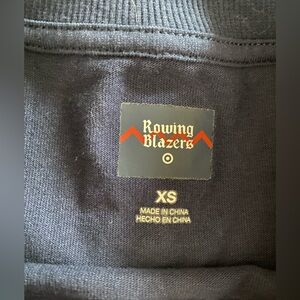 Rowing
Blazers
XS
MADE IN CHINA
HECHO EN CHINA